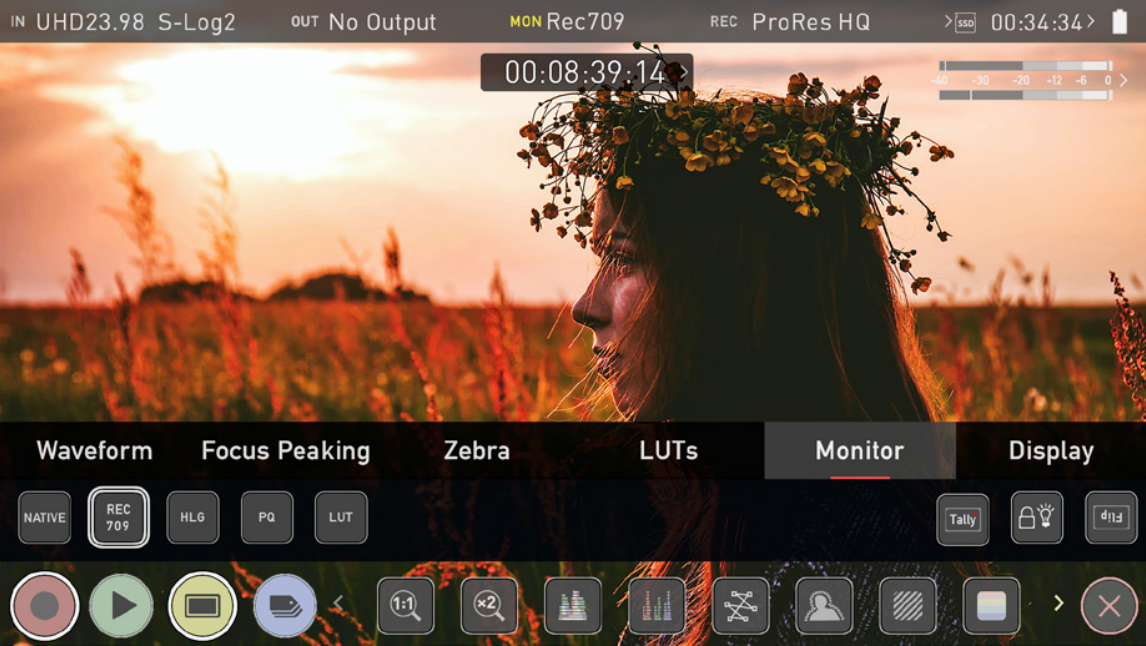 IN UHD23.98 S-Log2 OUT No Output MON Rec709 REC ProRes HQ SSD 00:34:34
00:08:39:14
-40 -30 -20 -12 -6 0
Waveform Focus Peaking Zebra LUTs Monitor Display
NATIVE REC 709 HLG PQ LUT Tally Flip
1:1 ×2